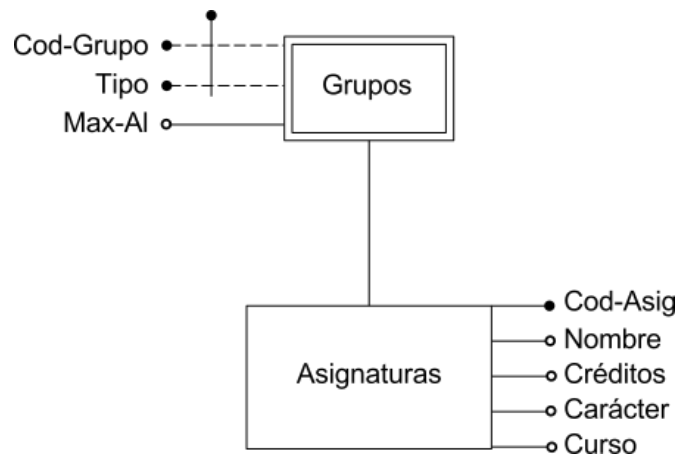 Cod-Grupo
Tipo
Max-Al
Grupos
Asignaturas
Cod-Asig
Nombre
Créditos
Carácter
Curso